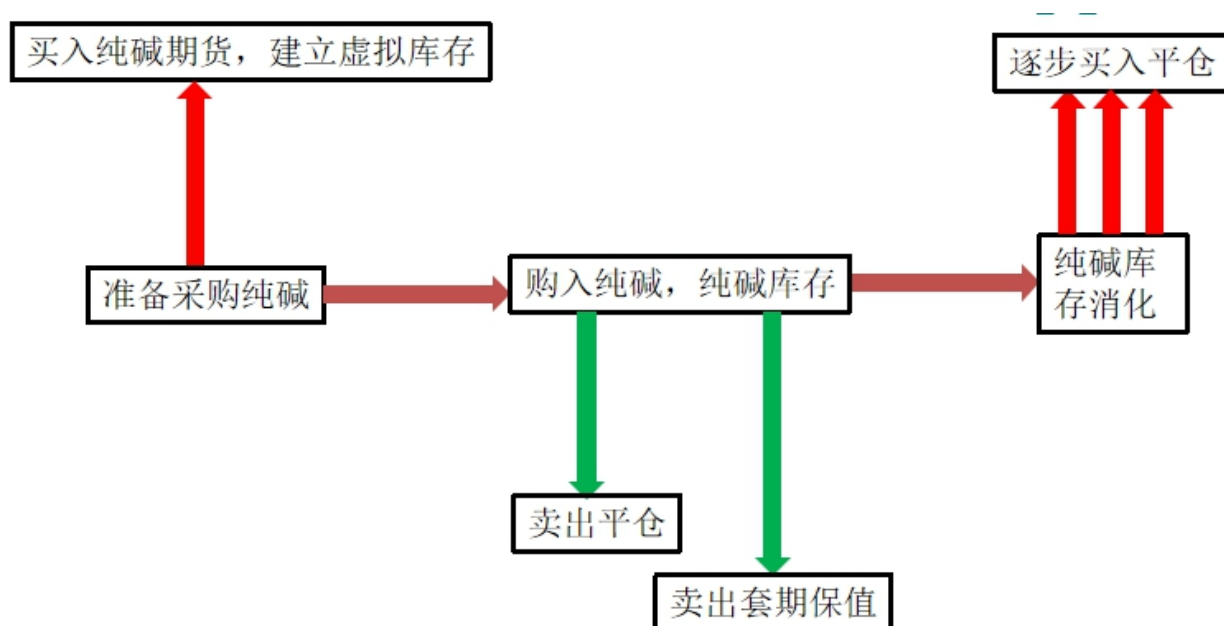 买入纯碱期货，建立虚拟库存
逐步买入平仓
准备采购纯碱
购入纯碱，纯碱库存
纯碱库
存消化
卖出平仓
卖出套期保值